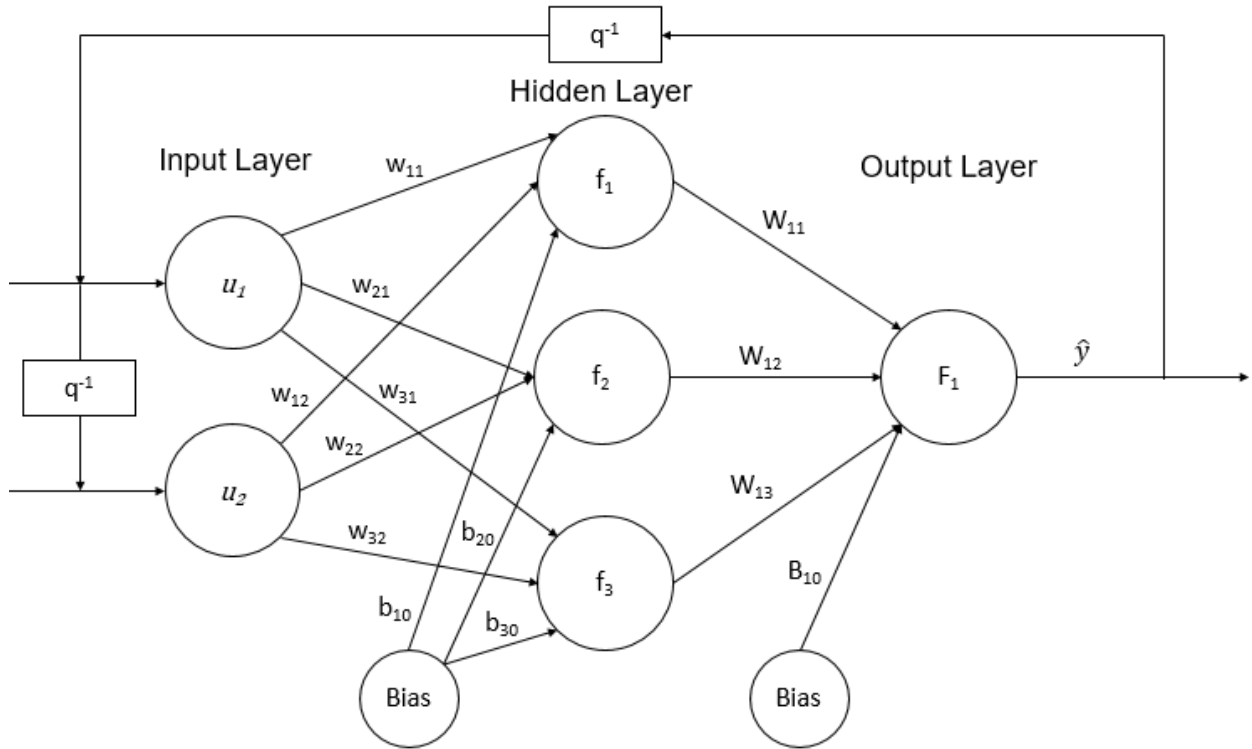 q⁻¹
Hidden Layer
Input Layer
Output Layer
w₁₁
f₁
W₁₁
u₁
w₂₁
q⁻¹
w₁₂
w₃₁
f₂
W₁₂
F₁
ŷ
w₂₂
u₂
W₁₃
w₃₂
b₂₀
f₃
B₁₀
b₁₀
b₃₀
Bias
Bias